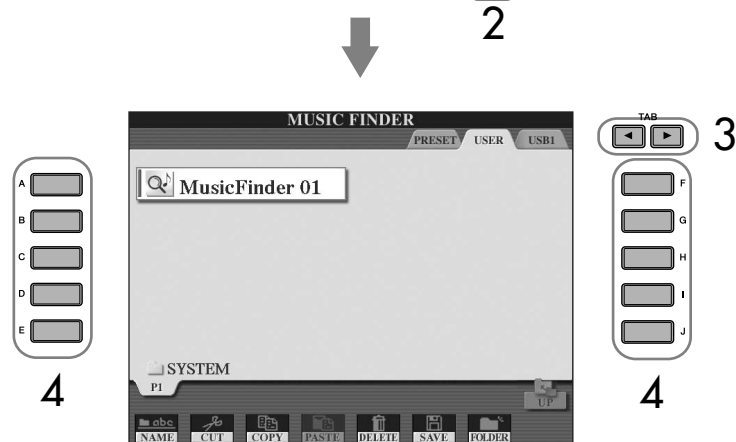 2
MUSIC FINDER
PRESET USER USB1
TAB
3
MusicFinder 01
A
B
C
D
E
F
G
H
I
J
4
4
SYSTEM
P1
UP
abc
NAME CUT COPY PASTE DELETE SAVE FOLDER